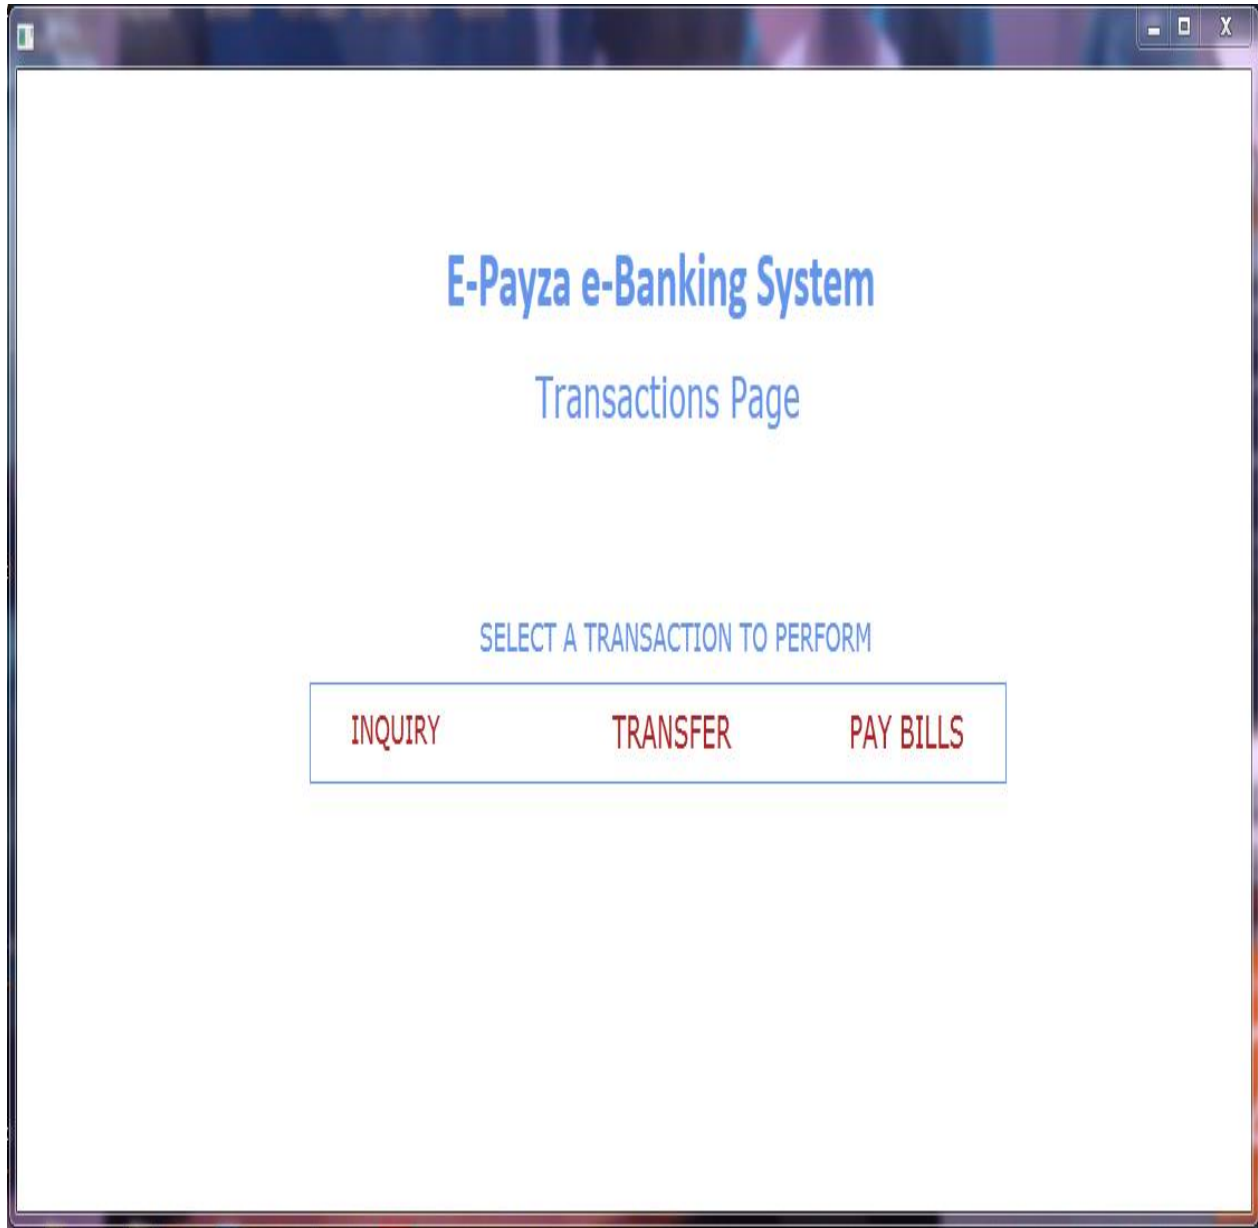 E-Payza e-Banking System
Transactions Page
SELECT A TRANSACTION TO PERFORM
INQUIRY TRANSFER PAY BILLS